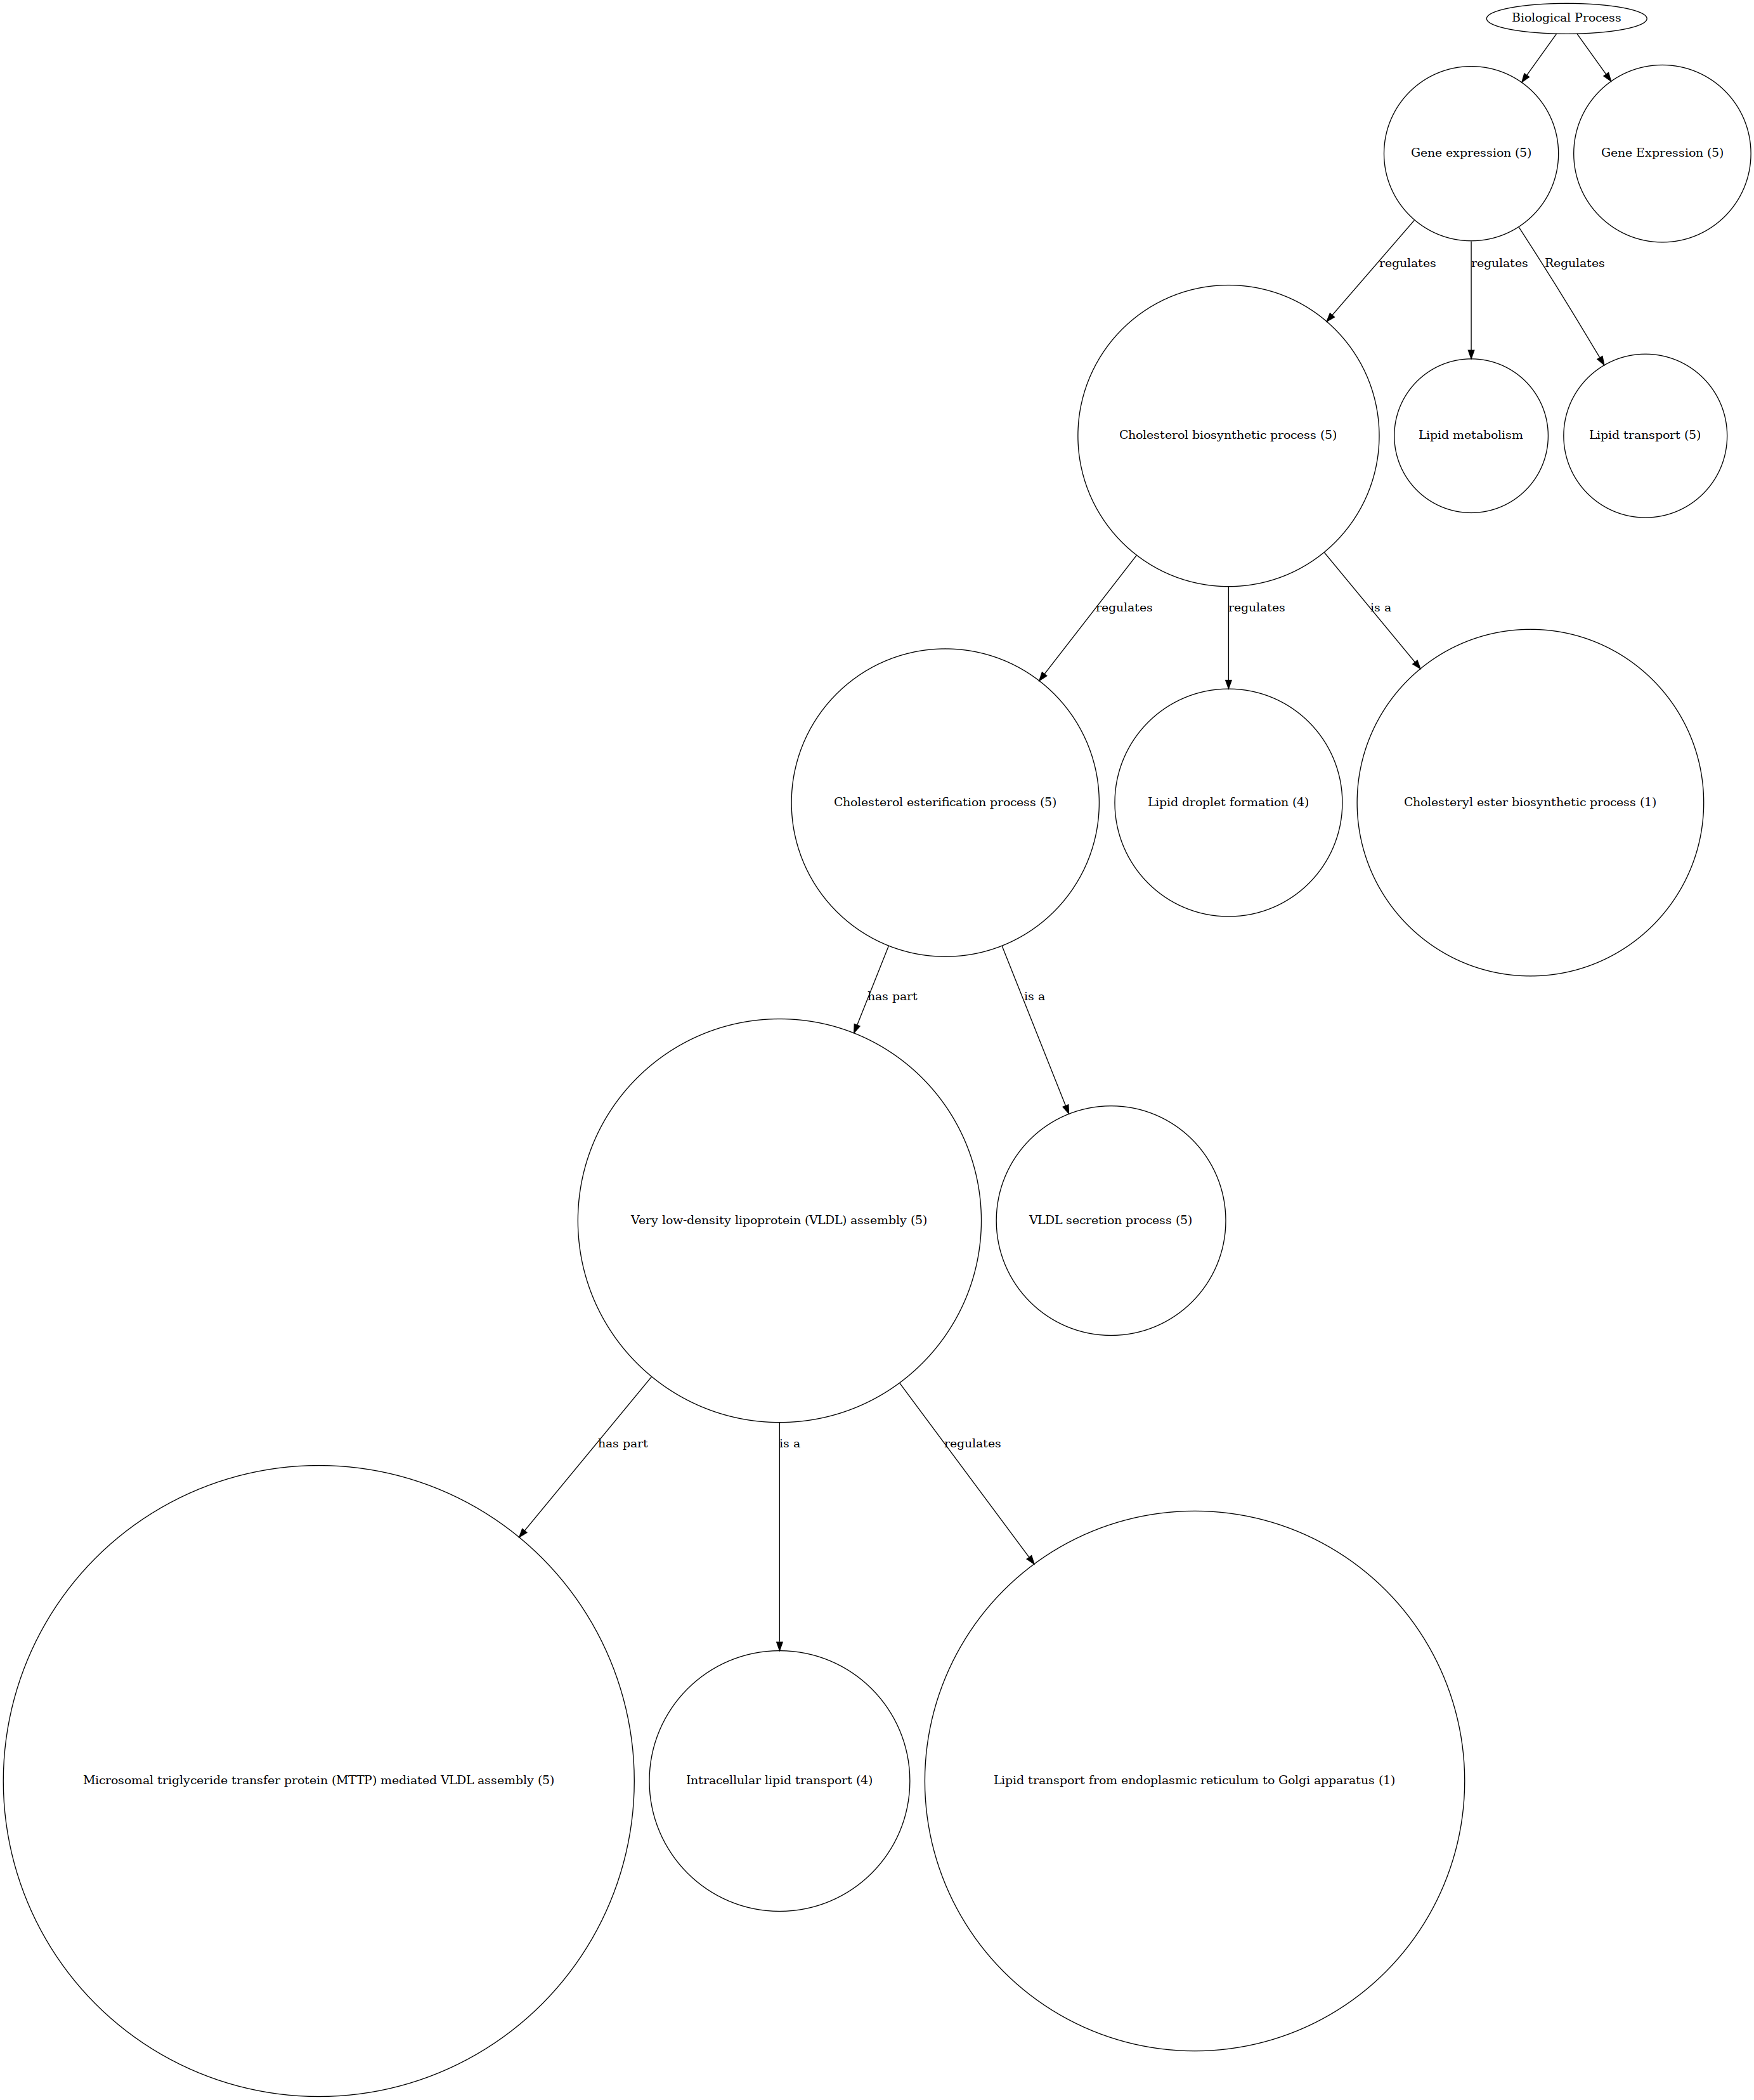 Biological Process
Gene expression (5)
Gene Expression (5)
regulates
regulates
Regulates
Cholesterol biosynthetic process (5)
Lipid metabolism
Lipid transport (5)
regulates
regulates
is a
Cholesterol esterification process (5)
Lipid droplet formation (4)
Cholesteryl ester biosynthetic process (1)
has part
is a
Very low-density lipoprotein (VLDL) assembly (5)
VLDL secretion process (5)
has part
is a
regulates
Microsomal triglyceride transfer protein (MTTP) mediated VLDL assembly (5)
Intracellular lipid transport (4)
Lipid transport from endoplasmic reticulum to Golgi apparatus (1)